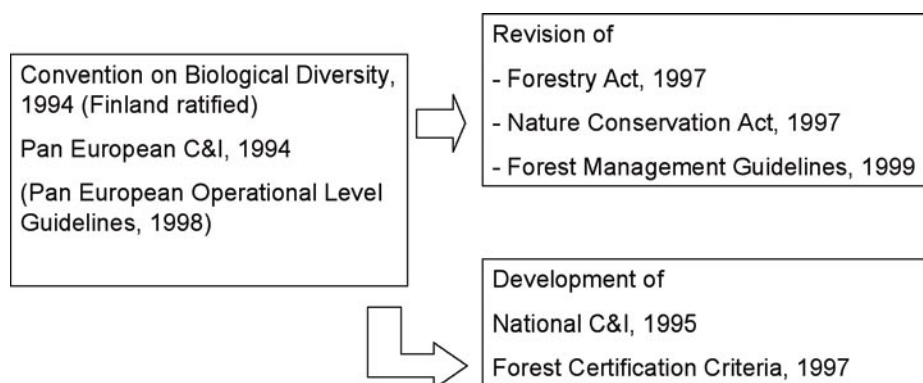 Convention on Biological Diversity,
1994 (Finland ratified)
Pan European C&I, 1994
(Pan European Operational Level
Guidelines, 1998)
Revision of
- Forestry Act, 1997
- Nature Conservation Act, 1997
- Forest Management Guidelines, 1999
Development of
National C&I, 1995
Forest Certification Criteria, 1997